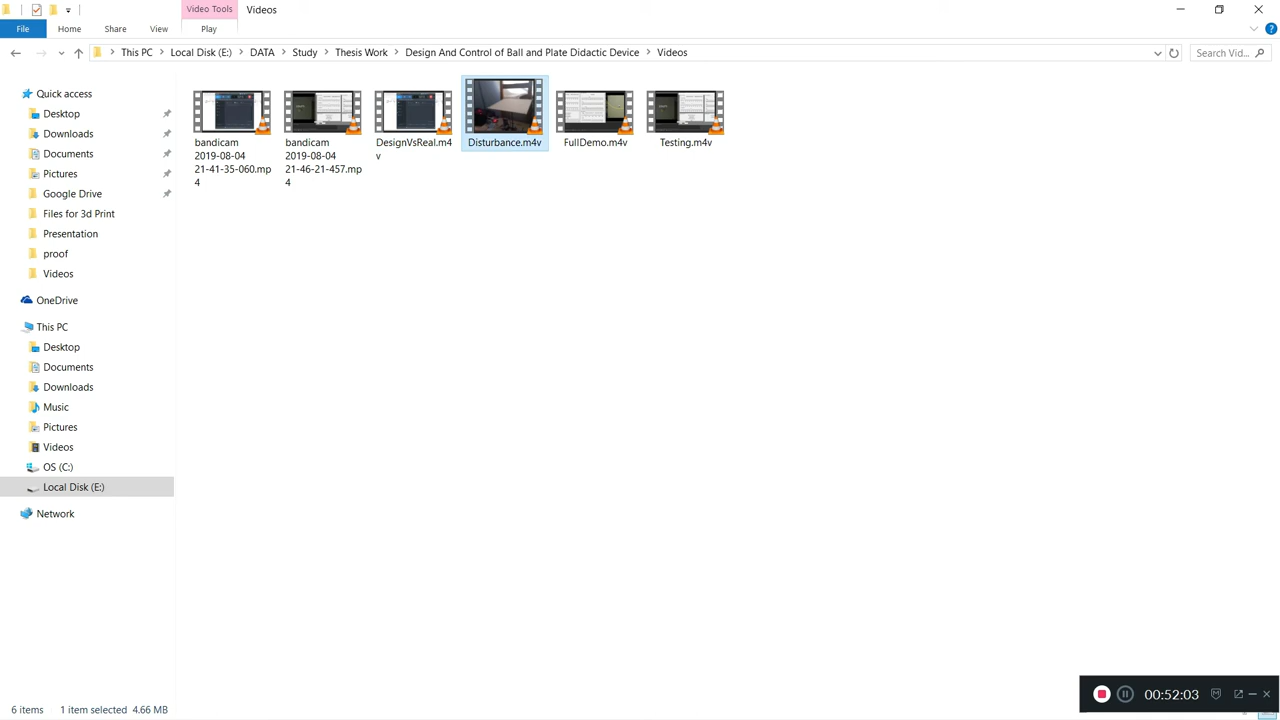 Video Tools
Videos
File
Home
Share
View
Play
This PC
Local Disk (E:)
DATA
Study
Thesis Work
Design And Control of Ball and Plate Didactic Device
Videos
Search Vid...
Quick access
Desktop
Downloads
Documents
Pictures
Google Drive
Files for 3d Print
Presentation
proof
Videos
OneDrive
This PC
Desktop
Documents
Downloads
Music
Pictures
Videos
OS (C:)
Local Disk (E:)
Network
bandicam
2019-08-04
21-41-35-060.mp
4
bandicam
2019-08-04
21-46-21-457.mp
4
DesignVsReal.m4
v
Disturbance.m4v
FullDemo.m4v
Testing.m4v
6 items
1 item selected 4.66 MB
00:52:03